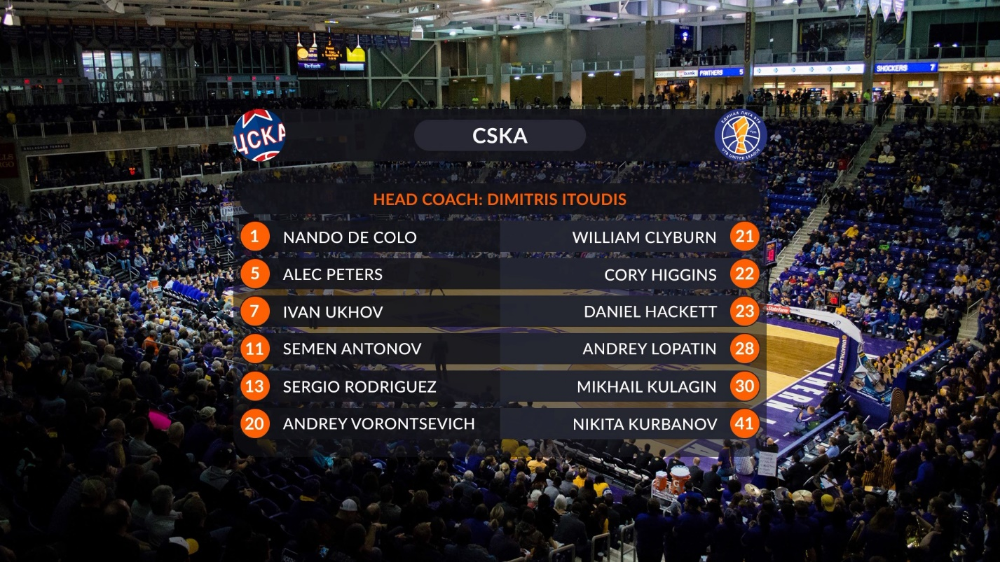 PANTHERS 5
SHOCKERS 7
ЦСКА
CSKA
ЕДИНАЯ ЛИГА ВТБ
VTB UNITED LEAGUE
HEAD COACH: DIMITRIS ITOUDIS
1 NANDO DE COLO
WILLIAM CLYBURN 21
5 ALEC PETERS
CORY HIGGINS 22
7 IVAN UKHOV
DANIEL HACKETT 23
11 SEMEN ANTONOV
ANDREY LOPATIN 28
13 SERGIO RODRIGUEZ
MIKHAIL KULAGIN 30
20 ANDREY VORONTSEVICH
NIKITA KURBANOV 41
State Farm